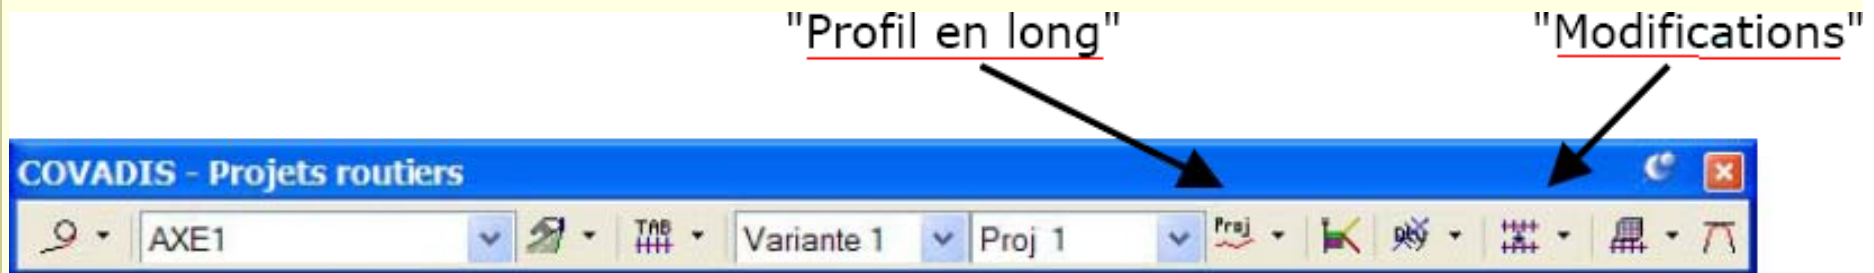 "Profil en long" "Modifications"
COVADIS - Projets routiers
AXE1 TAB Variante 1 Proj 1 Proj